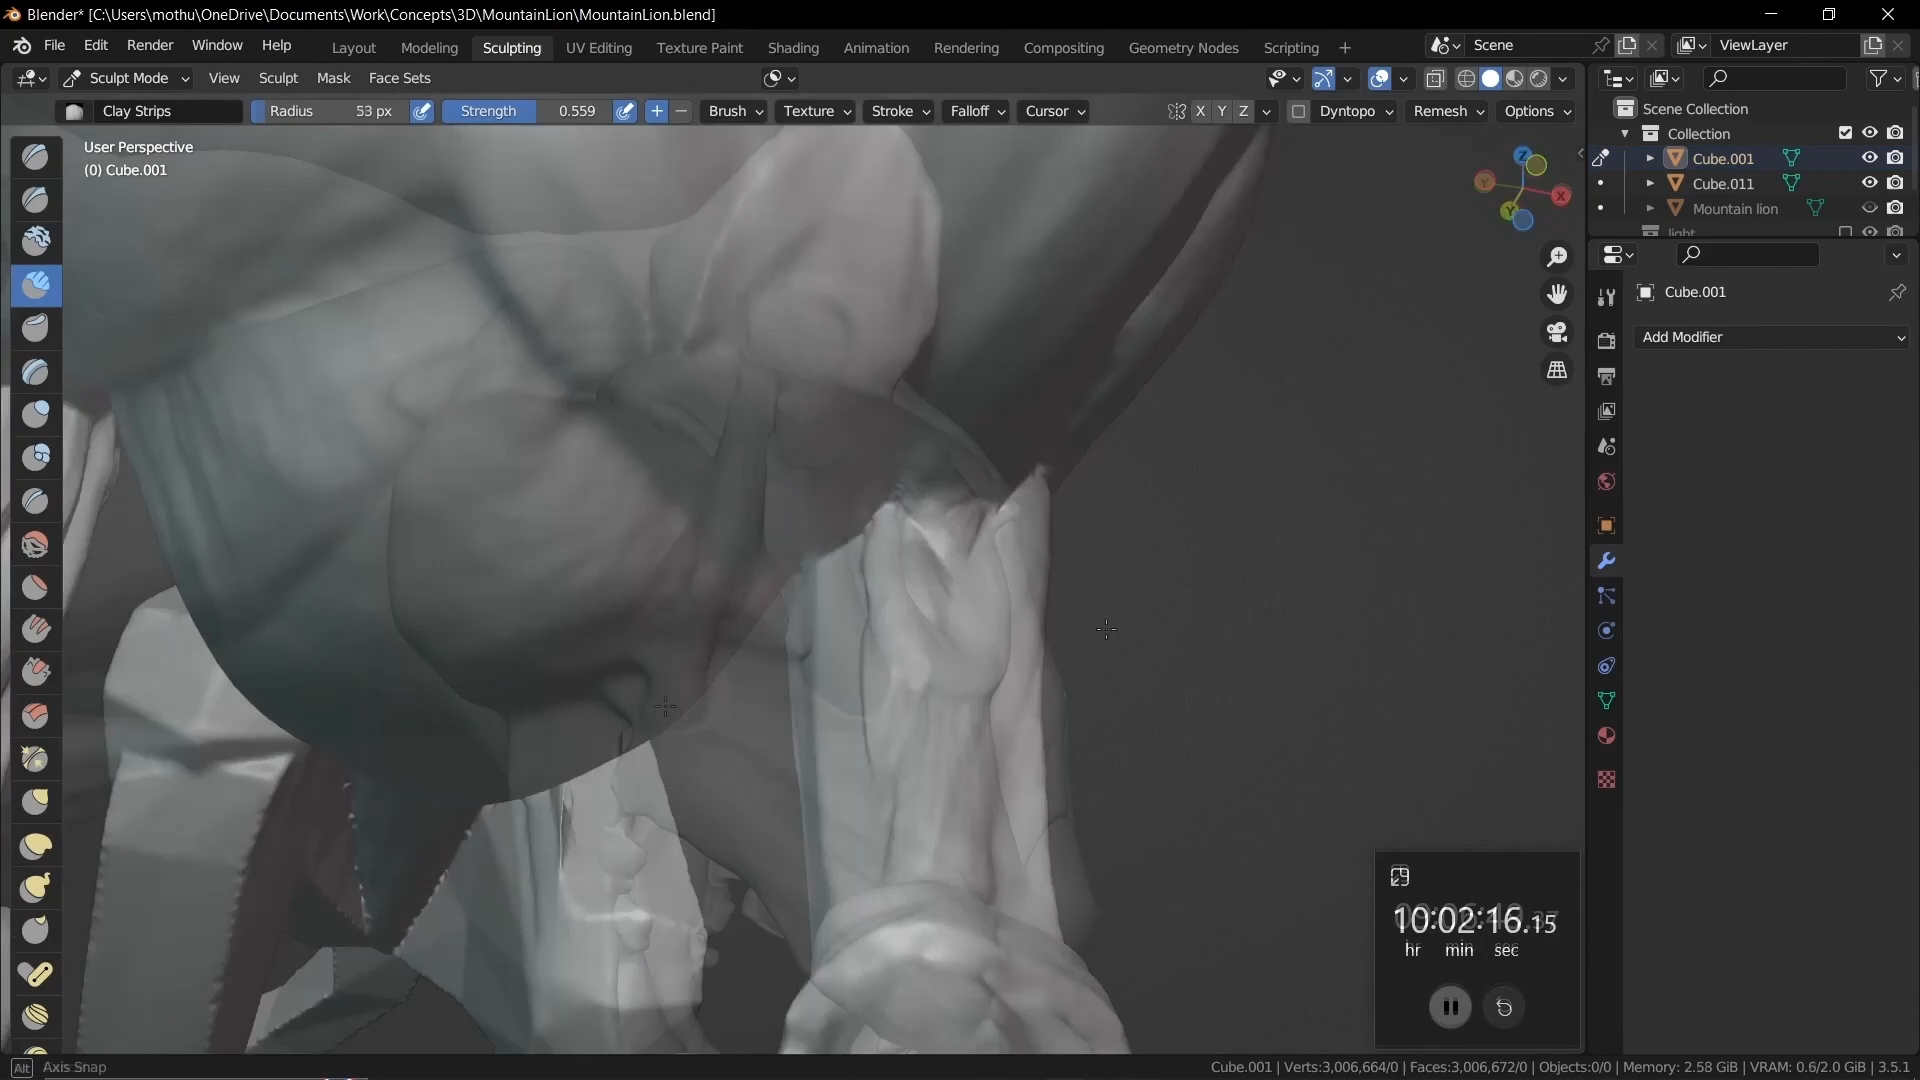 Blender* [C:\Users\mothu\OneDrive\Documents\Work\Concepts\3D\MountainLion\MountainLion.blend]
File Edit Render Window Help Layout Modeling Sculpting UV Editing Texture Paint Shading Animation Rendering Compositing Geometry Nodes Scripting + Scene ViewLayer
Sculpt Mode View Sculpt Mask Face Sets
Clay Strips Radius 53 px Strength 0.559 Brush Texture Stroke Falloff Cursor X Y Z Dyntopo Remesh Options
Scene Collection
Collection
Cube.001
Cube.011
Mountain lion
light
User Perspective
(0) Cube.001
Z
Y
X
Y
Cube.001
Add Modifier
10:02:16.15
hr min sec
Alt Axis Snap
Cube.001 | Verts:3,006,664/0 | Faces:3,006,672/0 | Objects:0/0 | Memory: 2.58 GiB | VRAM: 0.6/2.0 GiB | 3.5.1